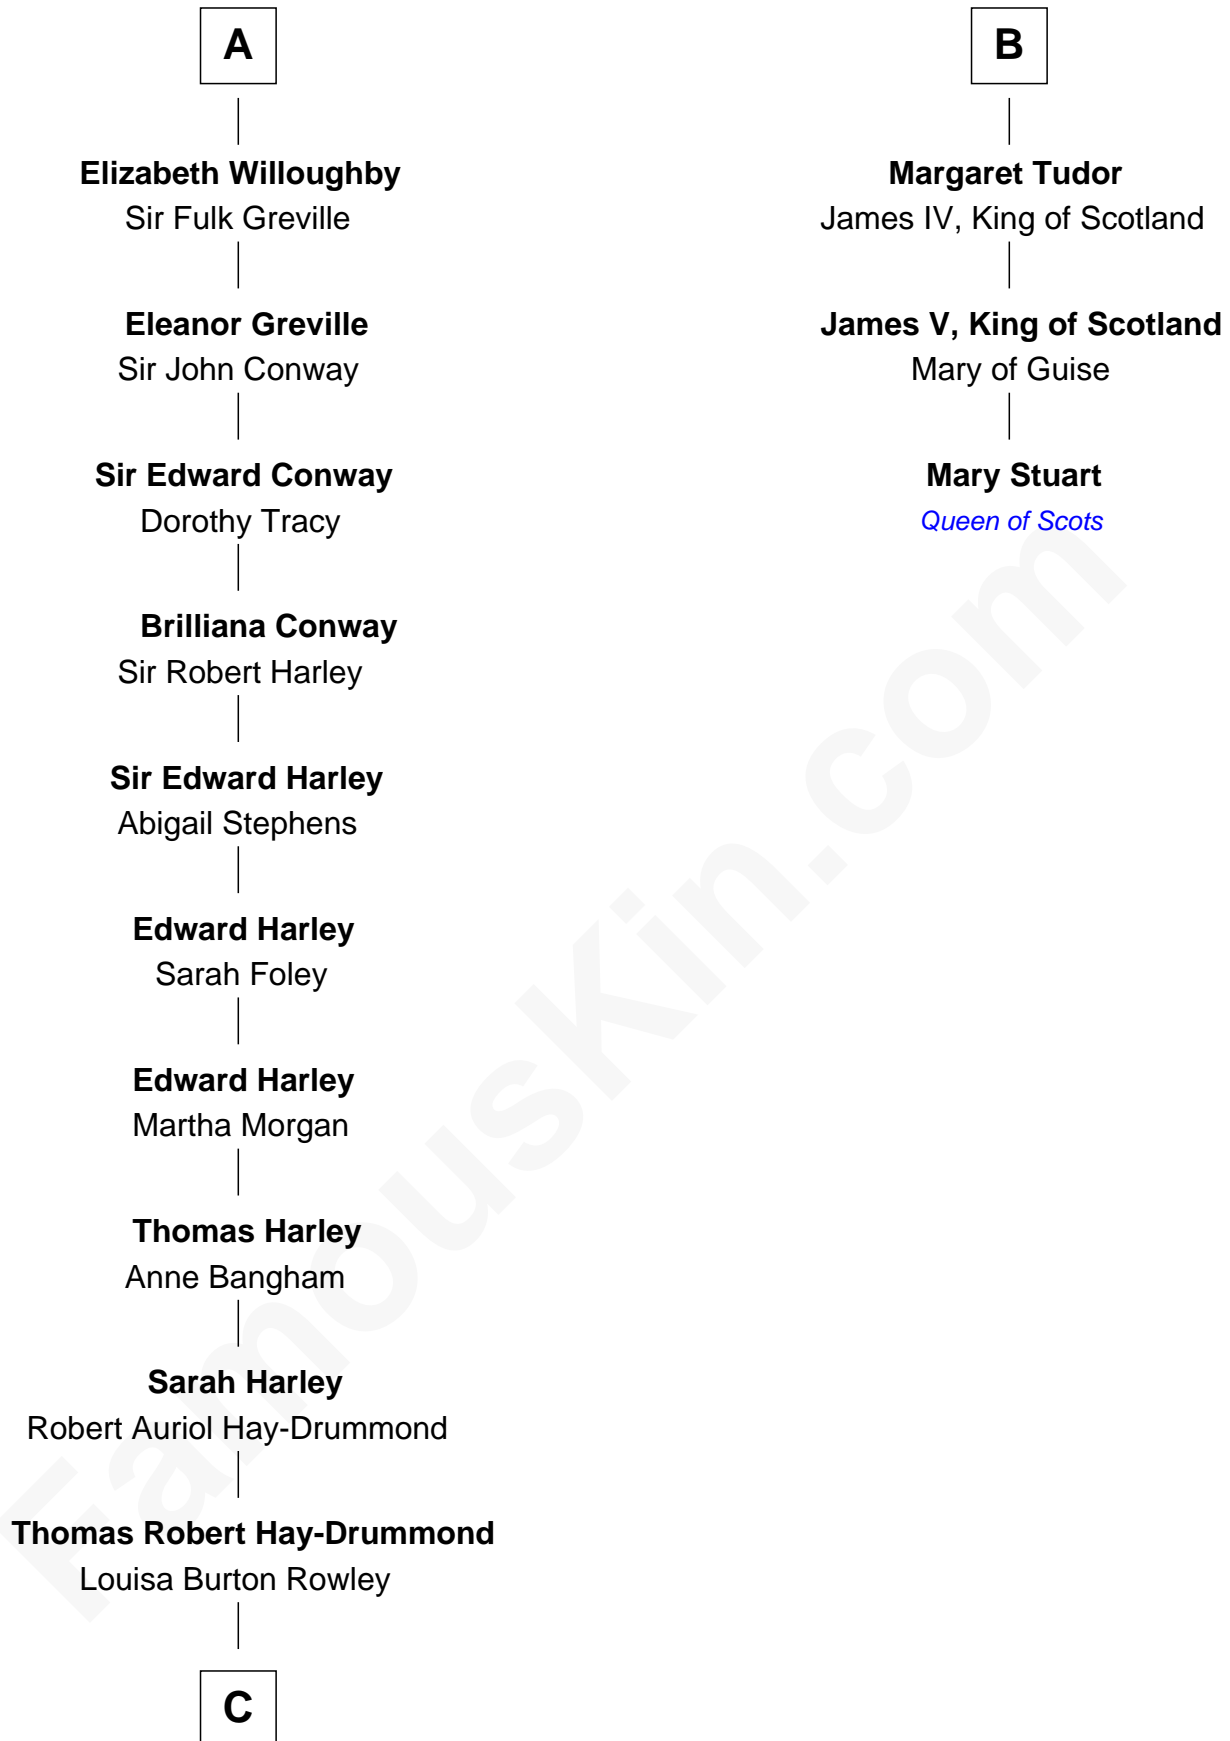 A
Elizabeth Willoughby
Sir Fulk Greville
Eleanor Greville
Sir John Conway
Sir Edward Conway
Dorothy Tracy
Brilliana Conway
Sir Robert Harley
Sir Edward Harley
Abigail Stephens
Edward Harley
Sarah Foley
Edward Harley
Martha Morgan
Thomas Harley
Anne Bangham
Sarah Harley
Robert Auriol Hay-Drummond
Thomas Robert Hay-Drummond
Louisa Burton Rowley
C
B
Margaret Tudor
James IV, King of Scotland
James V, King of Scotland
Mary of Guise
Mary Stuart
Queen of Scots
FamousKin.com